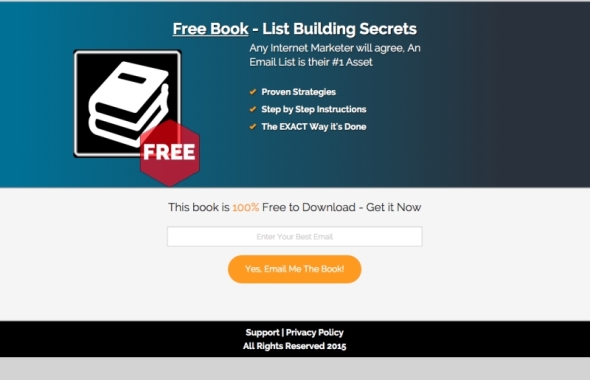 Free Book - List Building Secrets
Any Internet Marketer will agree, An
Email List is their #1 Asset
Proven Strategies
Step by Step Instructions
The EXACT Way it's Done
FREE
This book is 100% Free to Download - Get it Now
Enter Your Best Email
Yes, Email Me The Book!
Support | Privacy Policy
All Rights Reserved 2015